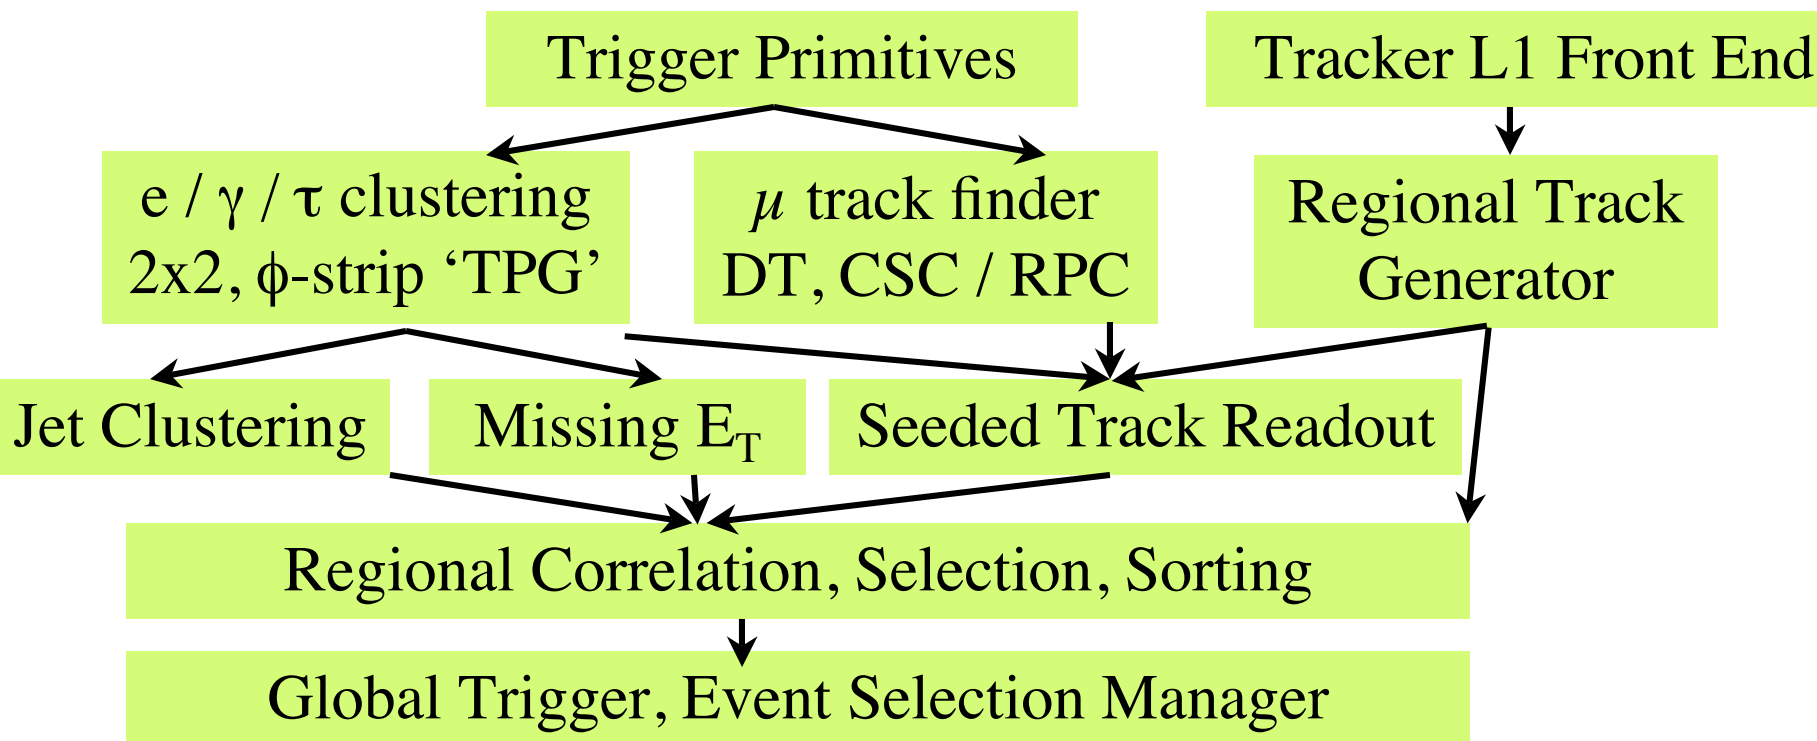 Trigger Primitives
Tracker L1 Front End
e / γ / τ clustering
2x2, ϕ-strip ‘TPG’
μ track finder
DT, CSC / RPC
Regional Track
Generator
Jet Clustering
Missing E_T
Seeded Track Readout
Regional Correlation, Selection, Sorting
Global Trigger, Event Selection Manager